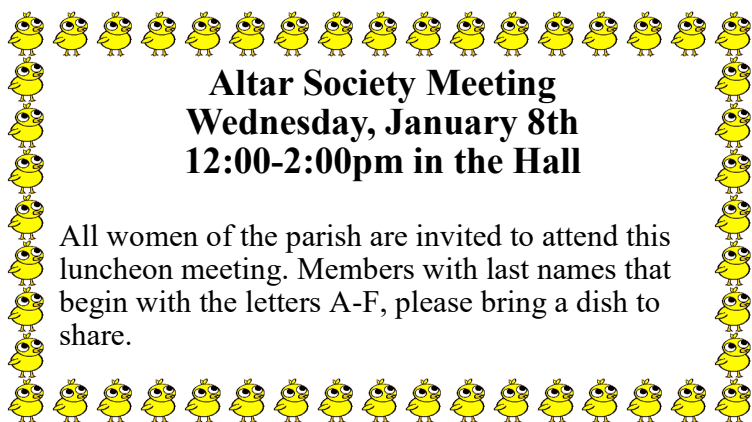 Altar Society Meeting
Wednesday, January 8th
12:00-2:00pm in the Hall
All women of the parish are invited to attend this
luncheon meeting. Members with last names that
begin with the letters A-F, please bring a dish to
share.